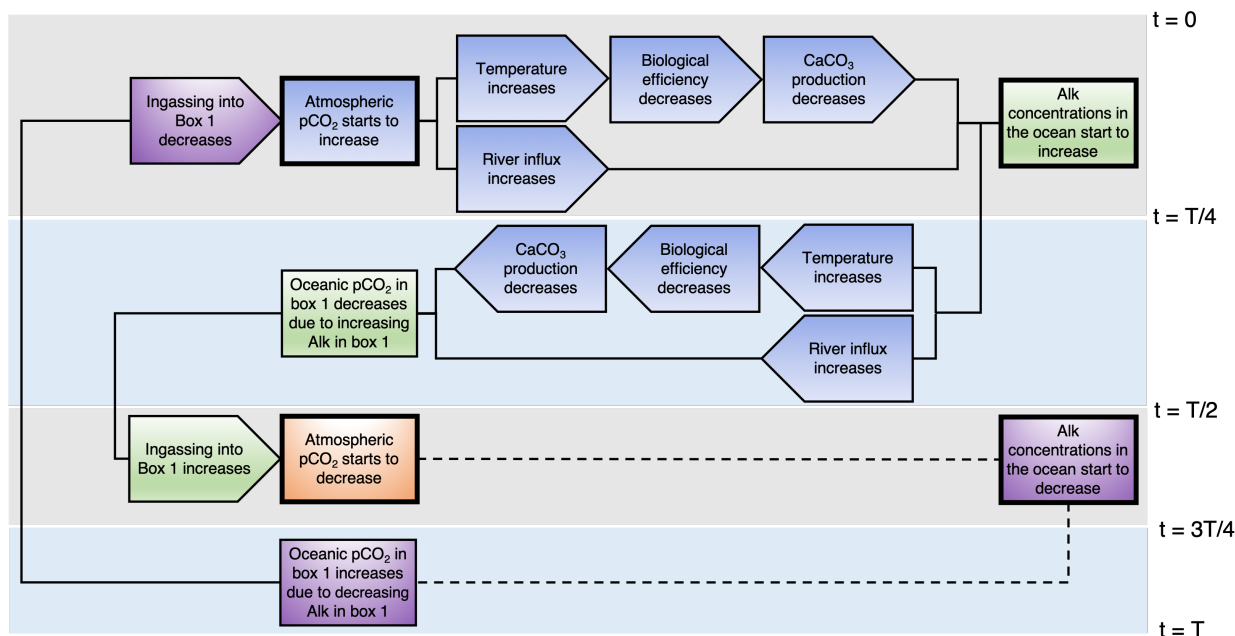 t = 0
Temperature
increases
Biological
efficiency
decreases
CaCO₃
production
decreases
Ingassing into
Box 1
decreases
Atmospheric
pCO₂ starts to
increase
Alk
concentrations in
the ocean start to
increase
River influx
increases
t = T/4
Oceanic pCO₂ in
box 1 decreases
due to increasing
Alk in box 1
CaCO₃
production
decreases
Biological
efficiency
decreases
Temperature
increases
River influx
increases
t = T/2
Ingassing into
Box 1 increases
Atmospheric
pCO₂ starts to
decrease
Alk
concentrations in
the ocean start to
decrease
t = 3T/4
Oceanic pCO₂ in
box 1 increases
due to decreasing
Alk in box 1
t = T